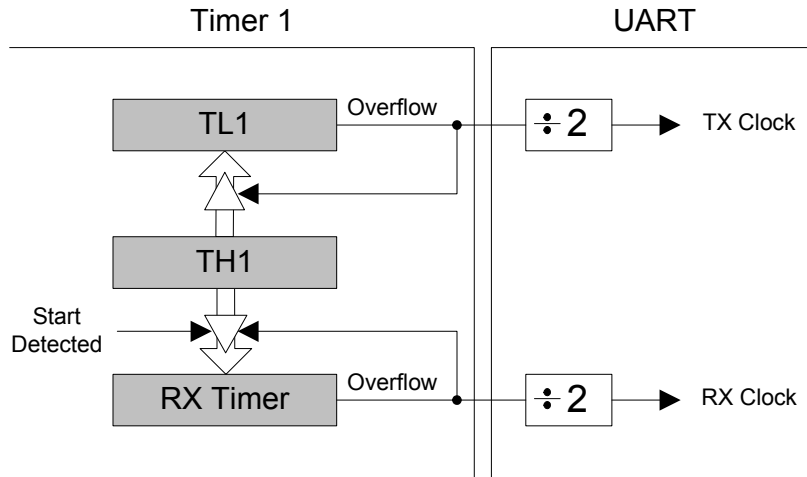 Timer 1
UART
TL1
Overflow
÷ 2
TX Clock
TH1
Start
Detected
RX Timer
Overflow
÷ 2
RX Clock